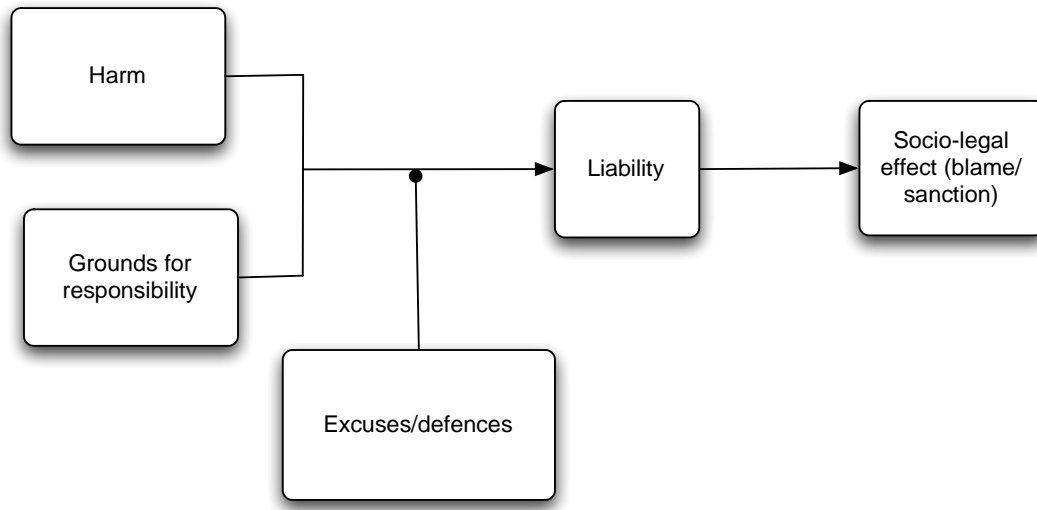 Harm
Grounds for
responsibility
Excuses/defences
Liability
Socio-legal
effect (blame/
sanction)